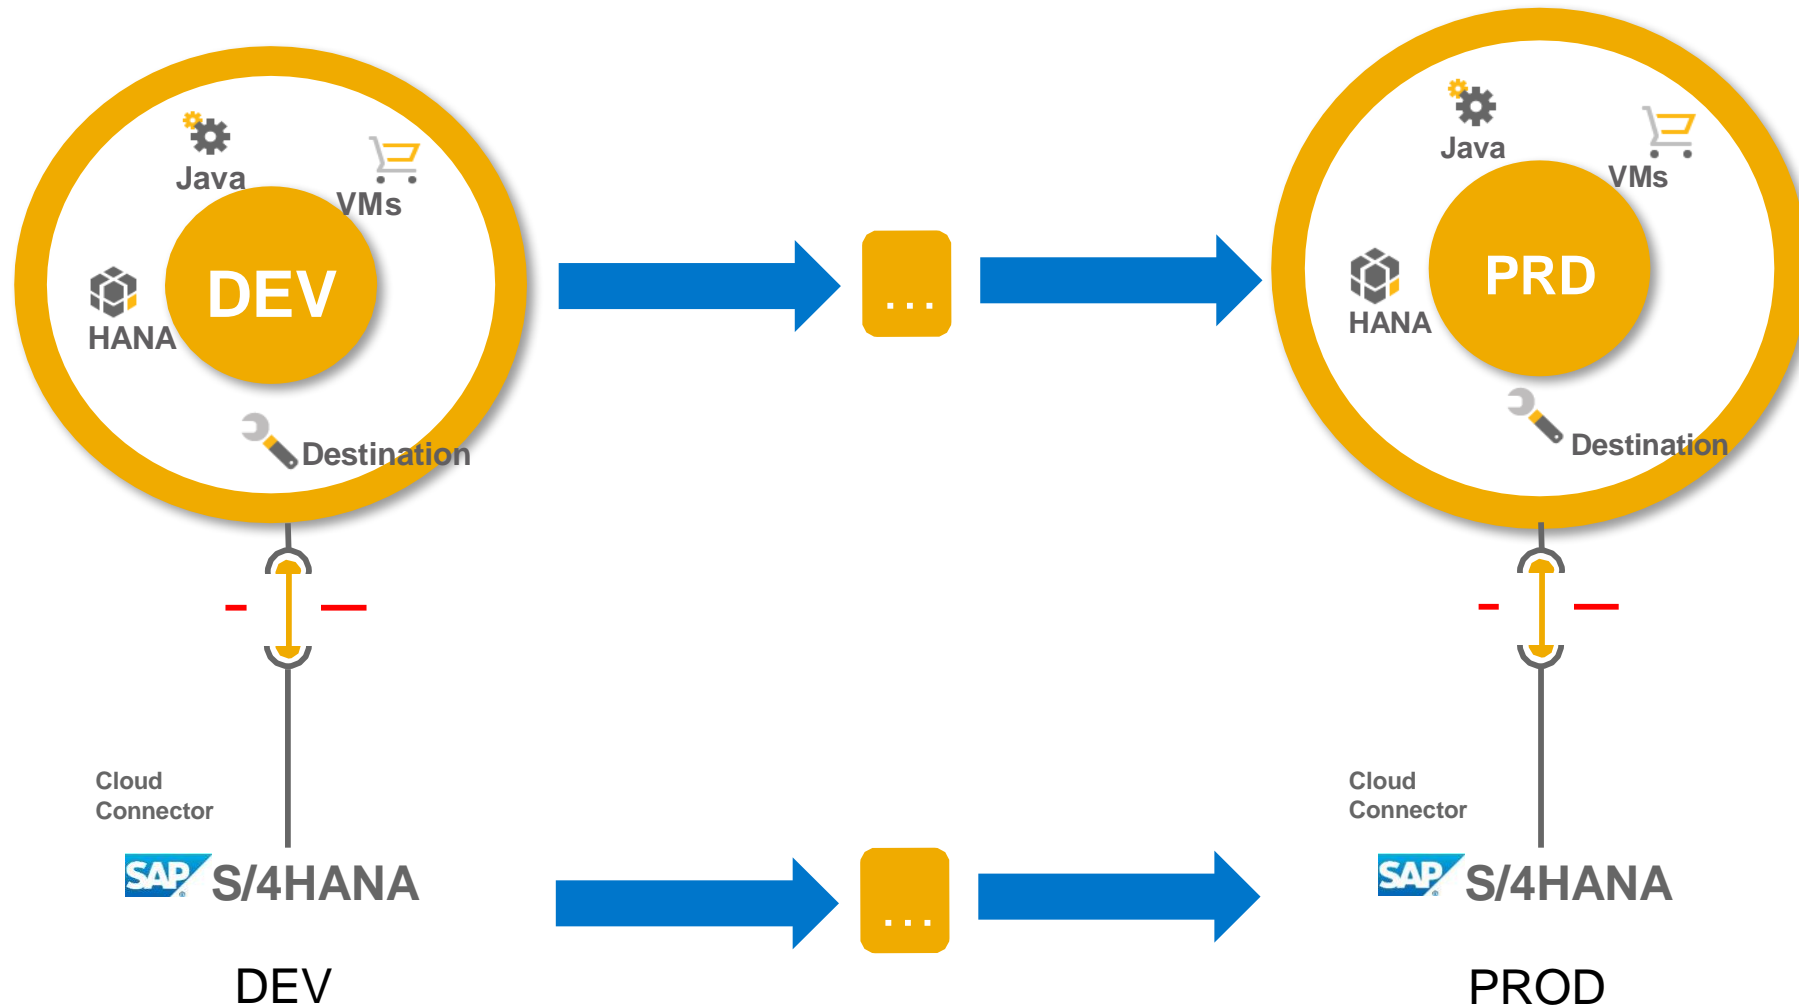 Java
VMs
DEV
HANA
Destination
...
Java
VMs
PRD
HANA
Destination
Cloud
Connector
SAP® S/4HANA
DEV
...
Cloud
Connector
SAP® S/4HANA
PROD